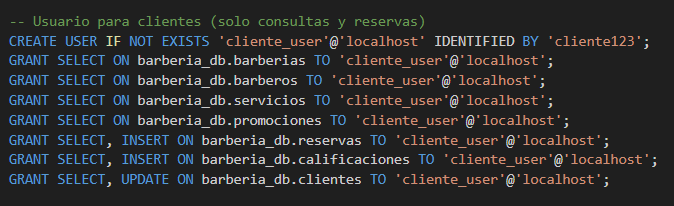 -- Usuario para clientes (solo consultas y reservas)
CREATE USER IF NOT EXISTS 'cliente_user'@'localhost' IDENTIFIED BY 'cliente123';
GRANT SELECT ON barberia_db.barberias TO 'cliente_user'@'localhost';
GRANT SELECT ON barberia_db.barberos TO 'cliente_user'@'localhost';
GRANT SELECT ON barberia_db.servicios TO 'cliente_user'@'localhost';
GRANT SELECT ON barberia_db.promociones TO 'cliente_user'@'localhost';
GRANT SELECT, INSERT ON barberia_db.reservas TO 'cliente_user'@'localhost';
GRANT SELECT, INSERT ON barberia_db.calificaciones TO 'cliente_user'@'localhost';
GRANT SELECT, UPDATE ON barberia_db.clientes TO 'cliente_user'@'localhost';